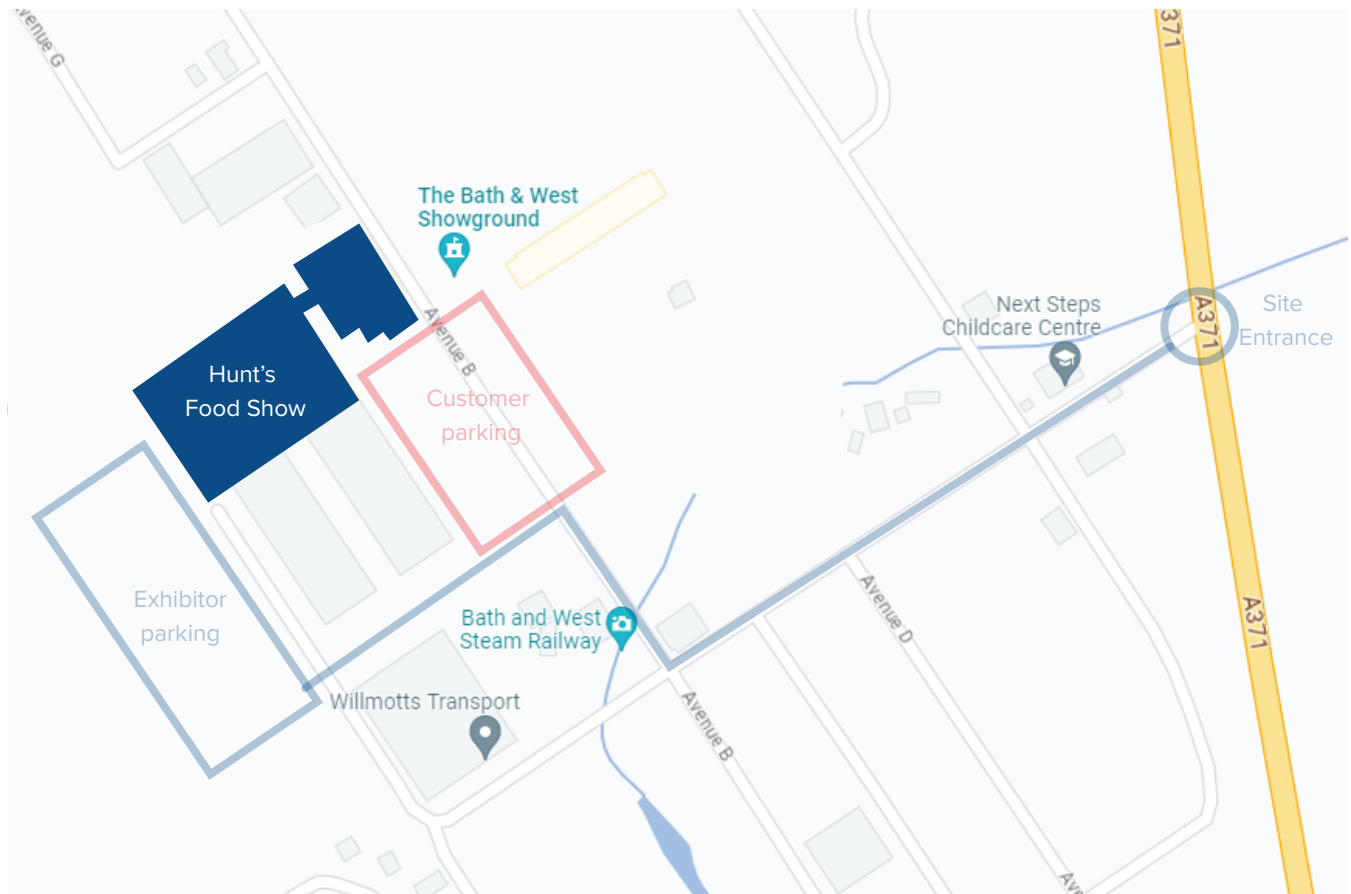 Avenue G
A371
The Bath & West
Showground
Next Steps
Childcare Centre
A371
Site
Entrance
Avenue B
Hunt's
Food Show
Customer
parking
Exhibitor
parking
Bath and West
Steam Railway
Avenue D
A371
Willmotts Transport
Avenue B